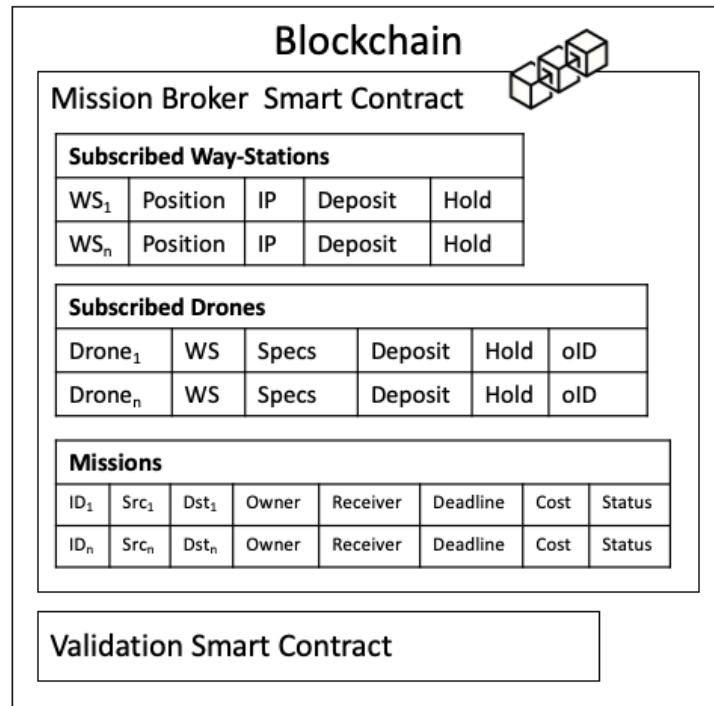 Blockchain
Mission Broker Smart Contract
Subscribed Way-Stations
WS₁ Position IP Deposit Hold
WSₙ Position IP Deposit Hold
Subscribed Drones
Drone₁ WS Specs Deposit Hold oID
Droneₙ WS Specs Deposit Hold oID
Missions
ID₁ Src₁ Dst₁ Owner Receiver Deadline Cost Status
IDₙ Srcₙ Dstₙ Owner Receiver Deadline Cost Status
Validation Smart Contract